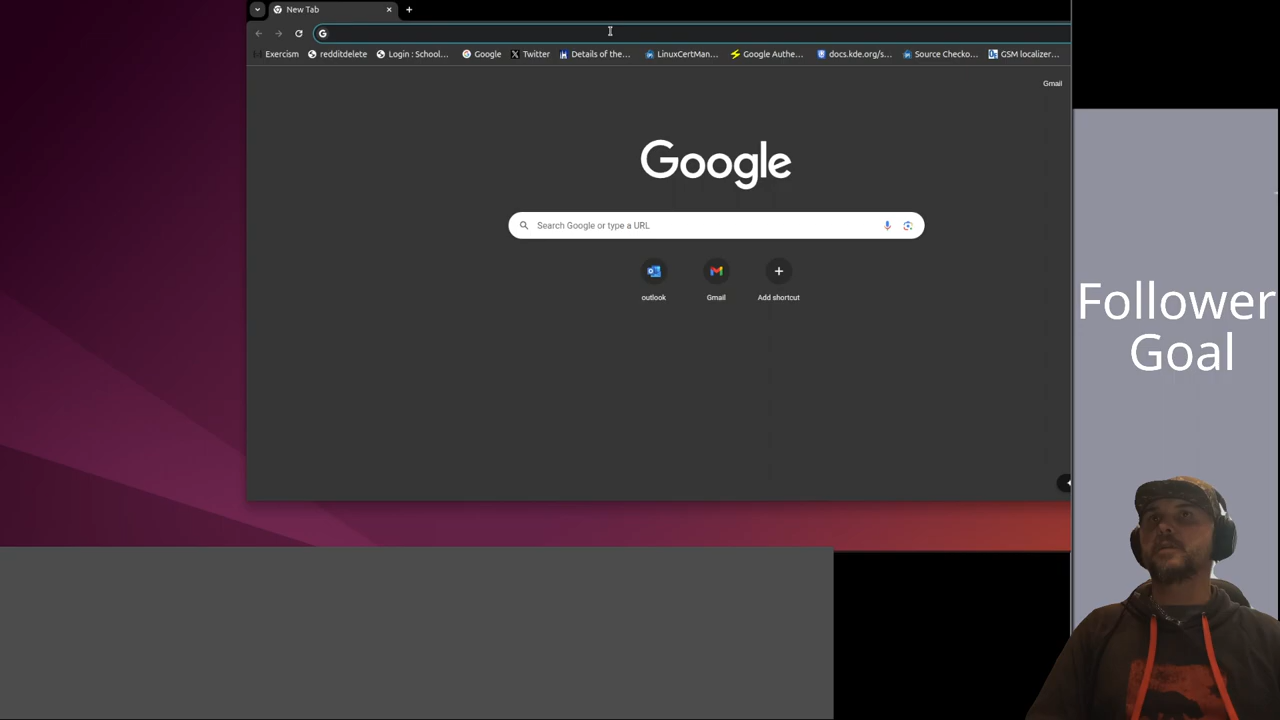 New Tab
Exercism redditdelete Login : School... Google Twitter Details of the... LinuxCertMan... Google Authe... docs.kde.org/s... Source Checko... GSM localizer...
Gmail
Google
Search Google or type a URL
outlook Gmail Add shortcut
Follower
Goal